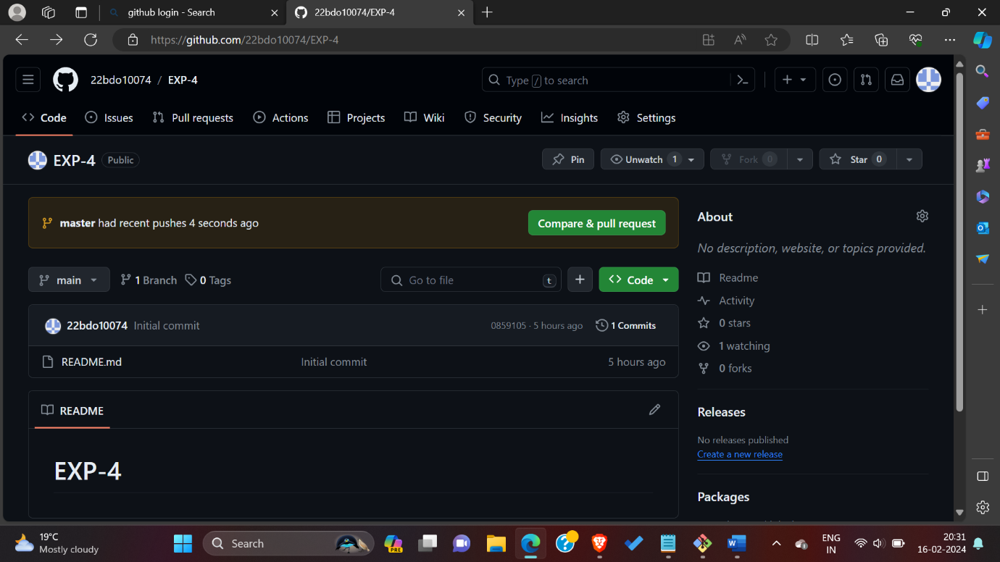 github login - Search
22bdo10074/EXP-4
https://github.com/22bdo10074/EXP-4
22bdo10074 / EXP-4
Type / to search
Code Issues Pull requests Actions Projects Wiki Security Insights Settings
EXP-4 Public
Pin Unwatch 1 Fork 0 Star 0
master had recent pushes 4 seconds ago
Compare & pull request
main 1 Branch 0 Tags
Go to file t
Code
22bdo10074 Initial commit 0859105 · 5 hours ago 1 Commits
README.md Initial commit 5 hours ago
README
EXP-4
About
No description, website, or topics provided.
Readme
Activity
0 stars
1 watching
0 forks
Releases
No releases published
Create a new release
Packages
19°C
Mostly cloudy
Search
PRE
ENG
IN
20:31
16-02-2024